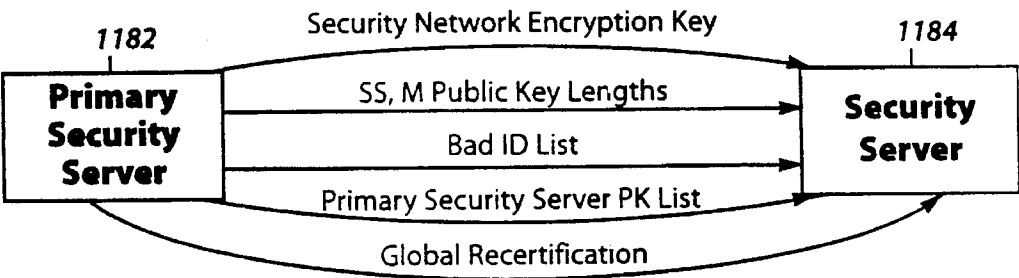 Security Network Encryption Key
1182
1184
Primary
Security
Server
SS, M Public Key Lengths
Security
Server
Bad ID List
Primary Security Server PK List
Global Recertification